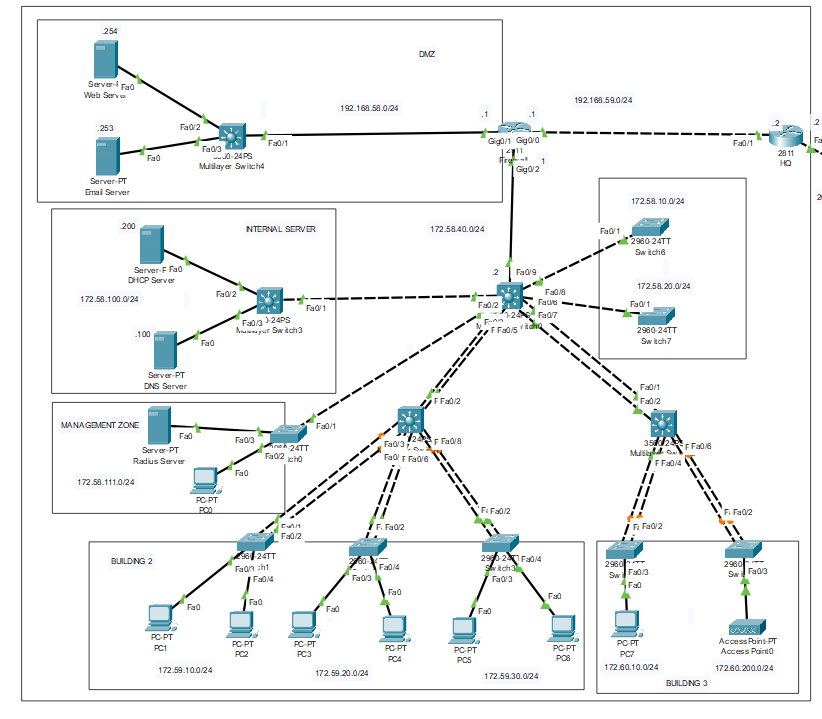 .254
DMZ
Fa0
Web Server
192.168.58.0/24
192.168.59.0/24
.253
Fa0/2
Fa0/3
Fa0/1
Fa0
Multilayer Switch4
Server-PT
Email Server
.1
.1
Gig0/1
Gig0/0
Gig0/2
1
Fa0/1
.2
.2
2811
HQ
172.58.10.0/24
.200
INTERNAL SERVER
172.58.40.0/24
Fa0/1
2960-24TT
Switch6
Fa0
DHCP Server
172.58.100.0/24
Fa0/2
Fa0/3
Fa0/1
.2
Fa0/9
Fa0/8
Fa0/2
Fa0/7
Fa0/5
172.58.20.0/24
Fa0/1
2960-24TT
Switch7
.100
Fa0
Server-PT
DNS Server
MANAGEMENT ZONE
Fa0
Fa0/3
Fa0/2
Fa0/1
Server-PT
Radius Server
172.58.111.0/24
Fa0
PC-PT
PC0
Fa0/2
Fa0/3
Fa0/8
Fa0/6
Fa0/1
Fa0/2
Fa0/6
Fa0/4
BUILDING 2
Fa0/2
Fa0/2
Fa0/2
Fa0/2
Fa0/2
Fa0/4
Fa0/3
Fa0/4
Fa0/3
Fa0/4
Fa0/3
Fa0/3
Fa0
Fa0
Fa0
Fa0
Fa0
Fa0
Fa0
PC-PT
PC1
PC-PT
PC2
PC-PT
PC3
PC-PT
PC4
PC-PT
PC5
PC-PT
PC6
PC-PT
PC7
AccessPoint-PT
Access Point0
172.59.10.0/24
172.59.20.0/24
172.59.30.0/24
172.60.10.0/24
172.60.200.0/24
BUILDING 3